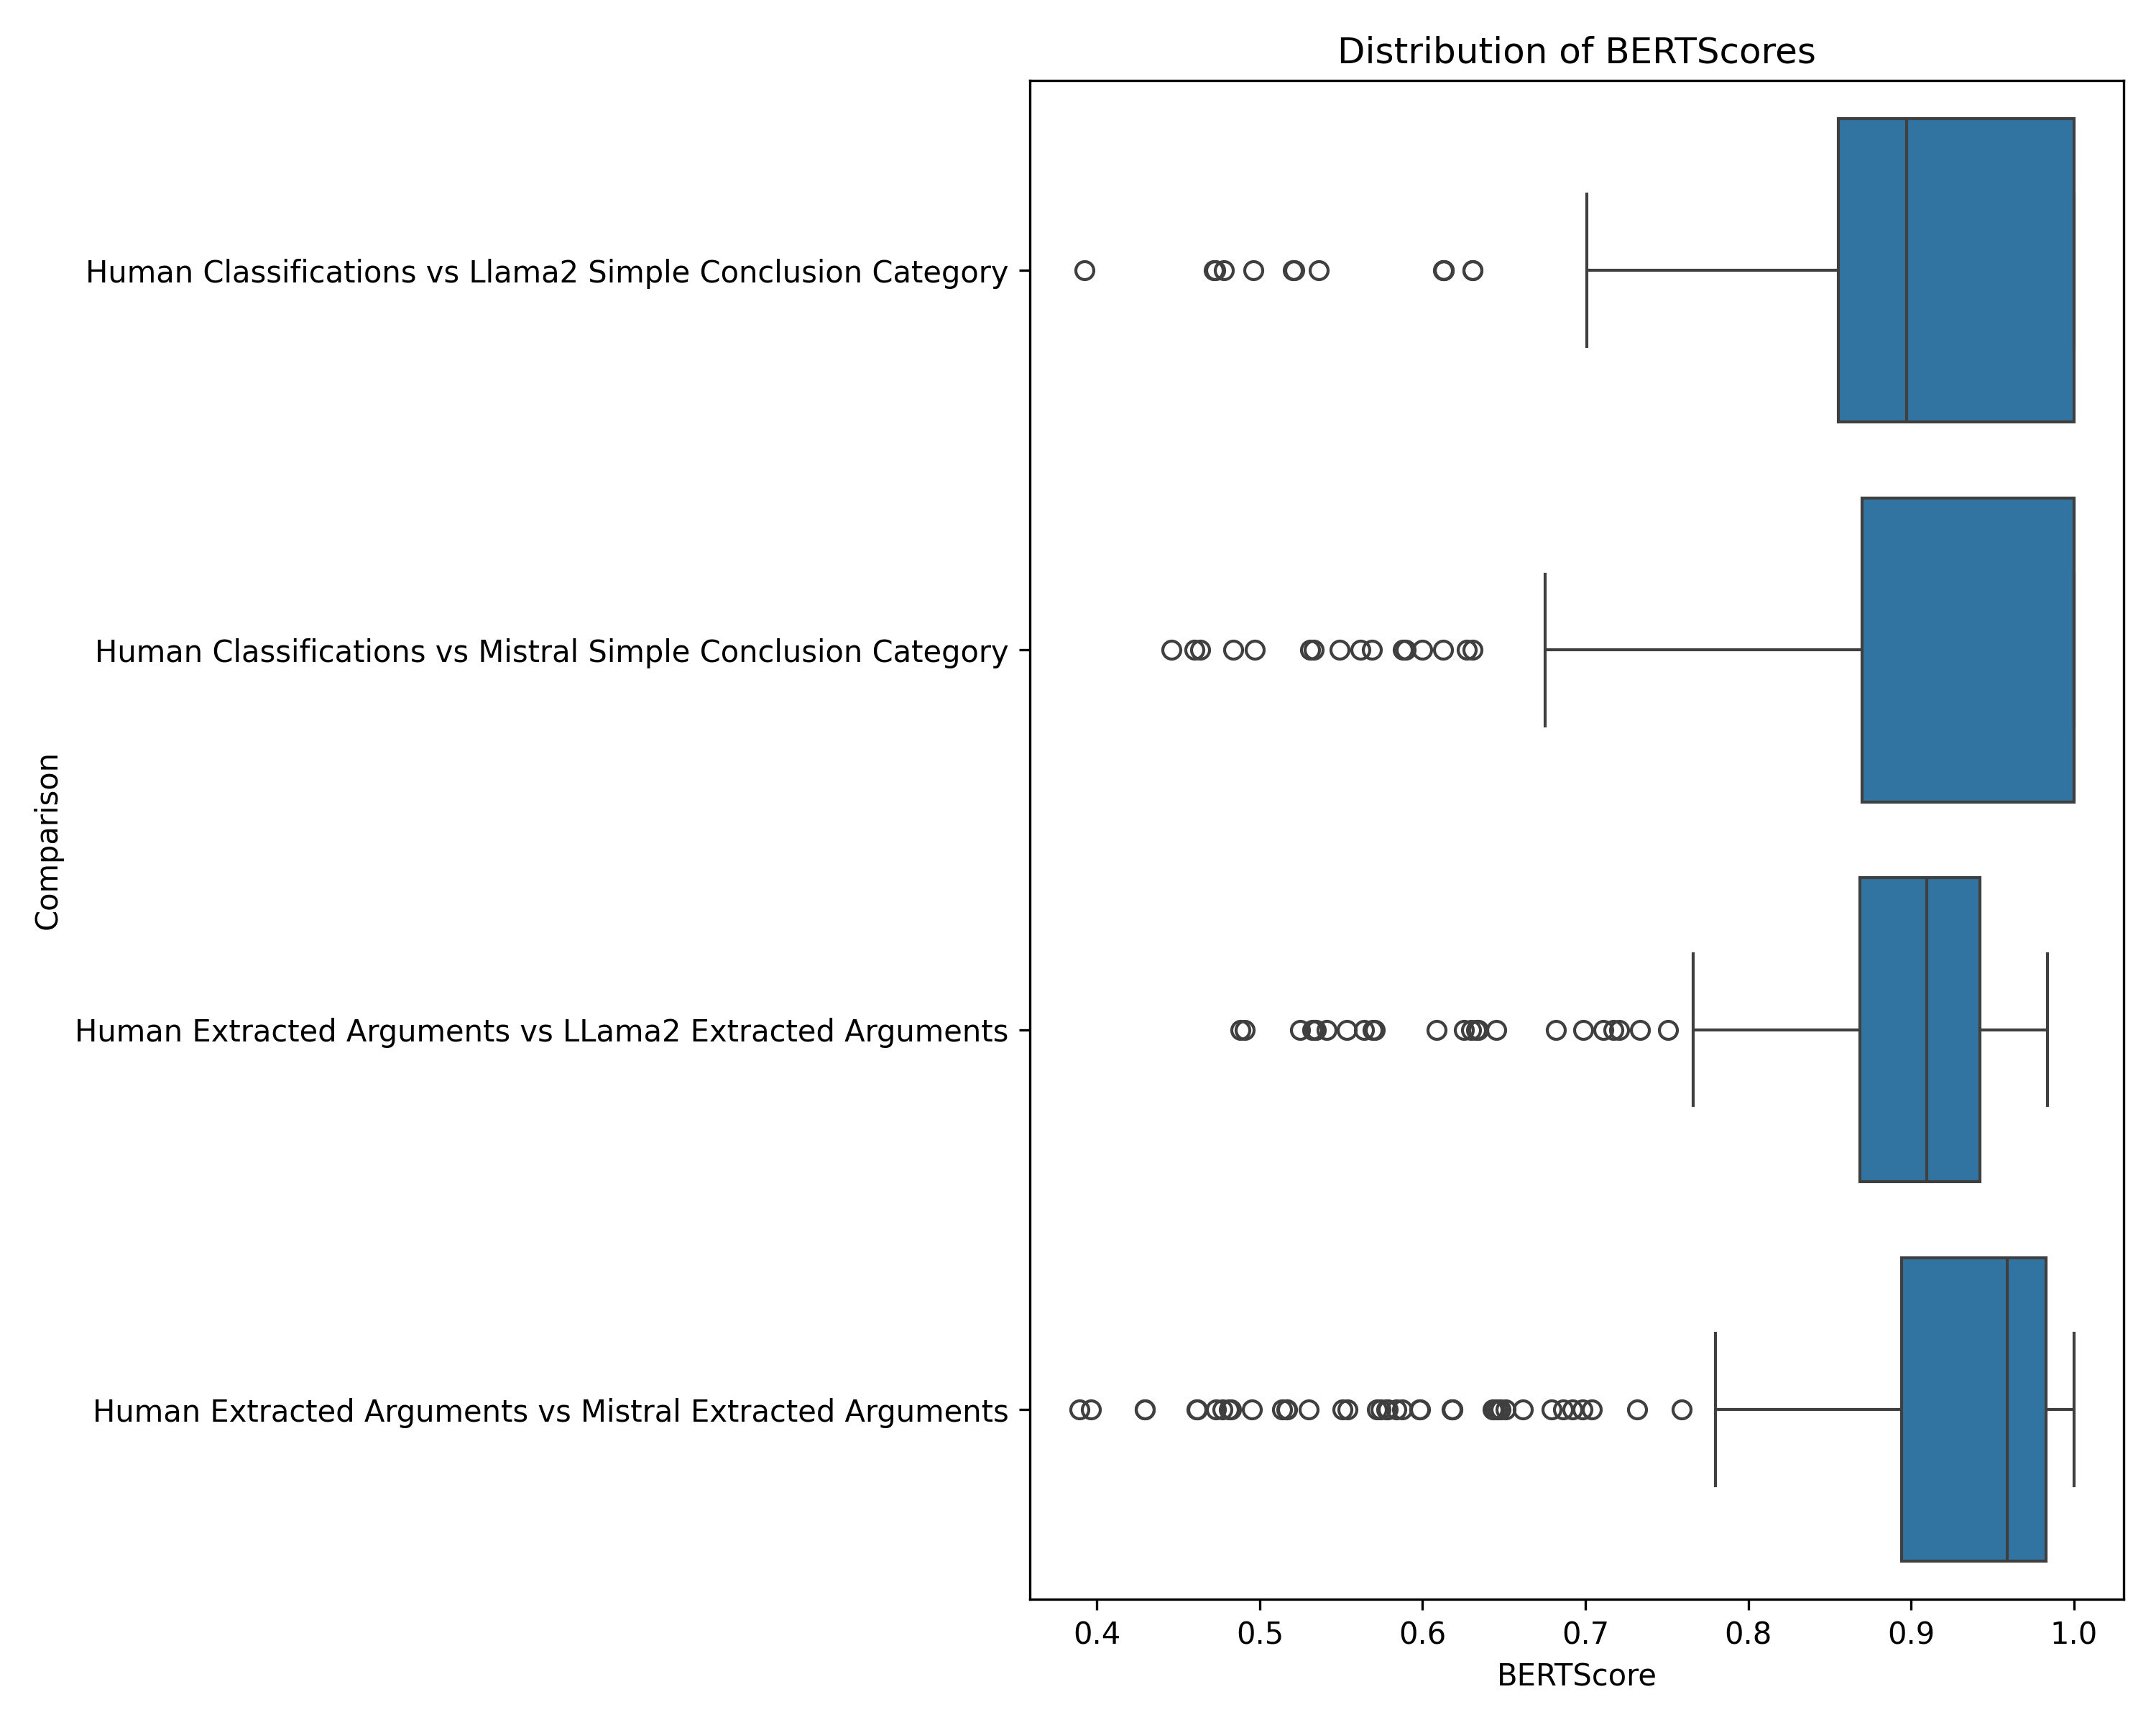 Distribution of BERTScores
Human Classifications vs Llama2 Simple Conclusion Category
Human Classifications vs Mistral Simple Conclusion Category
Comparison
Human Extracted Arguments vs LLama2 Extracted Arguments
Human Extracted Arguments vs Mistral Extracted Arguments
0.4 0.5 0.6 0.7 0.8 0.9 1.0
BERTScore